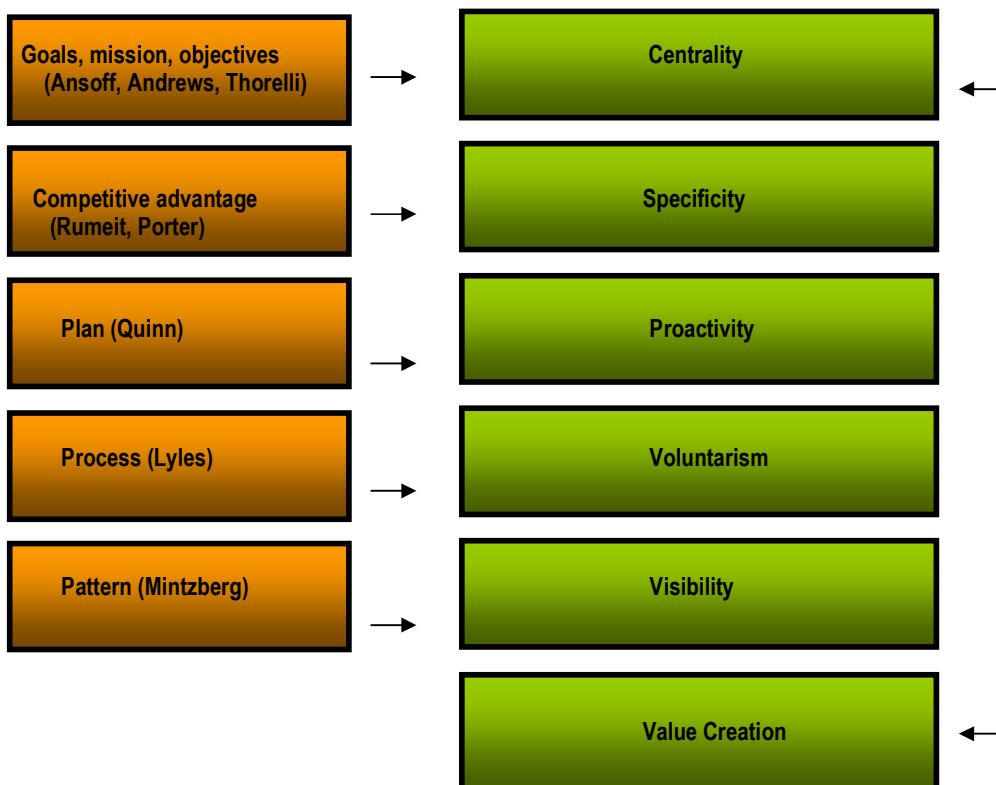 Goals, mission, objectives
(Ansoff, Andrews, Thorelli)
Centrality
Competitive advantage
(Rumeit, Porter)
Specificity
Plan (Quinn)
Proactivity
Process (Lyles)
Voluntarism
Pattern (Mintzberg)
Visibility
Value Creation